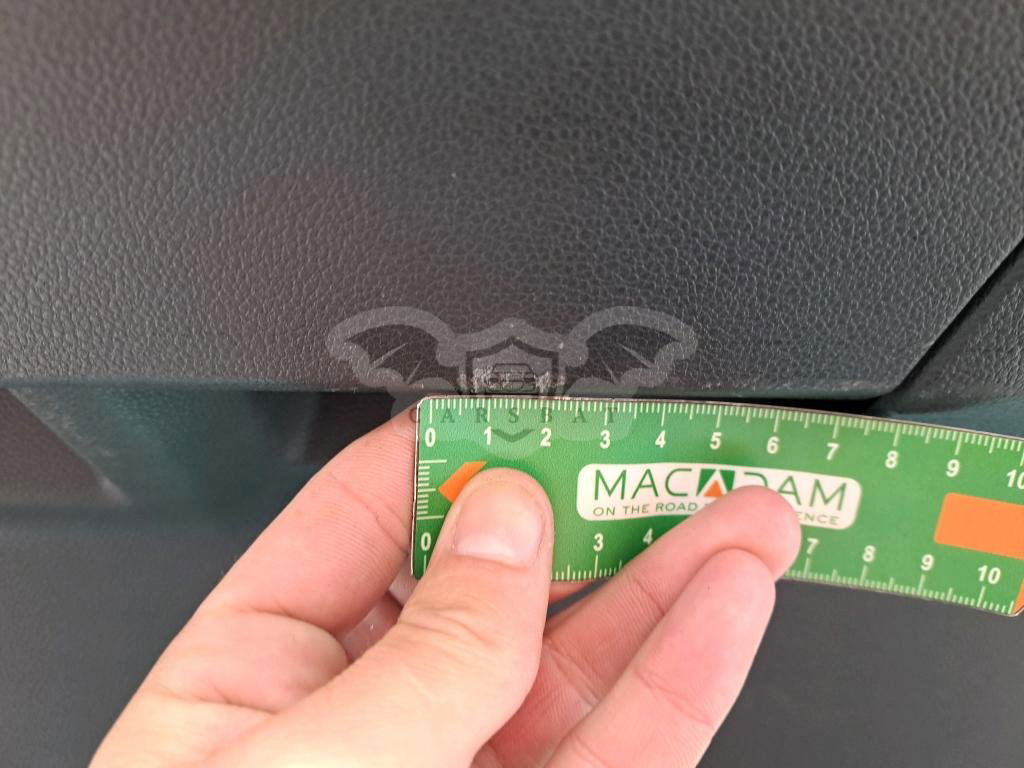 CARSBAT
0 1 2 3 4 5 6 7 8 9 10
MACADAM
ON THE ROAD
0 3 4 7 8 9 10